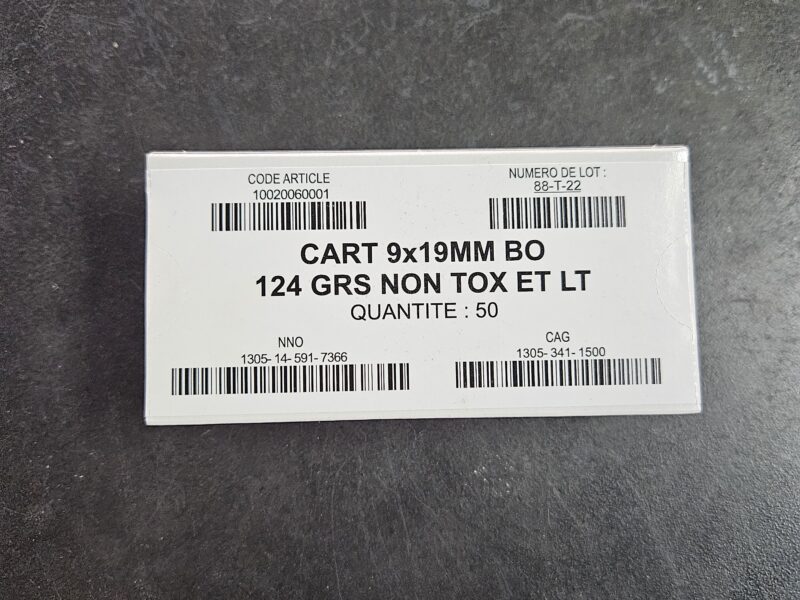 CODE ARTICLE
10020060001
NUMERO DE LOT :
88-T-22
CART 9x19MM BO
124 GRS NON TOX ET LT
QUANTITE : 50
NNO
1305- 14- 591- 7366
CAG
1305- 341- 1500